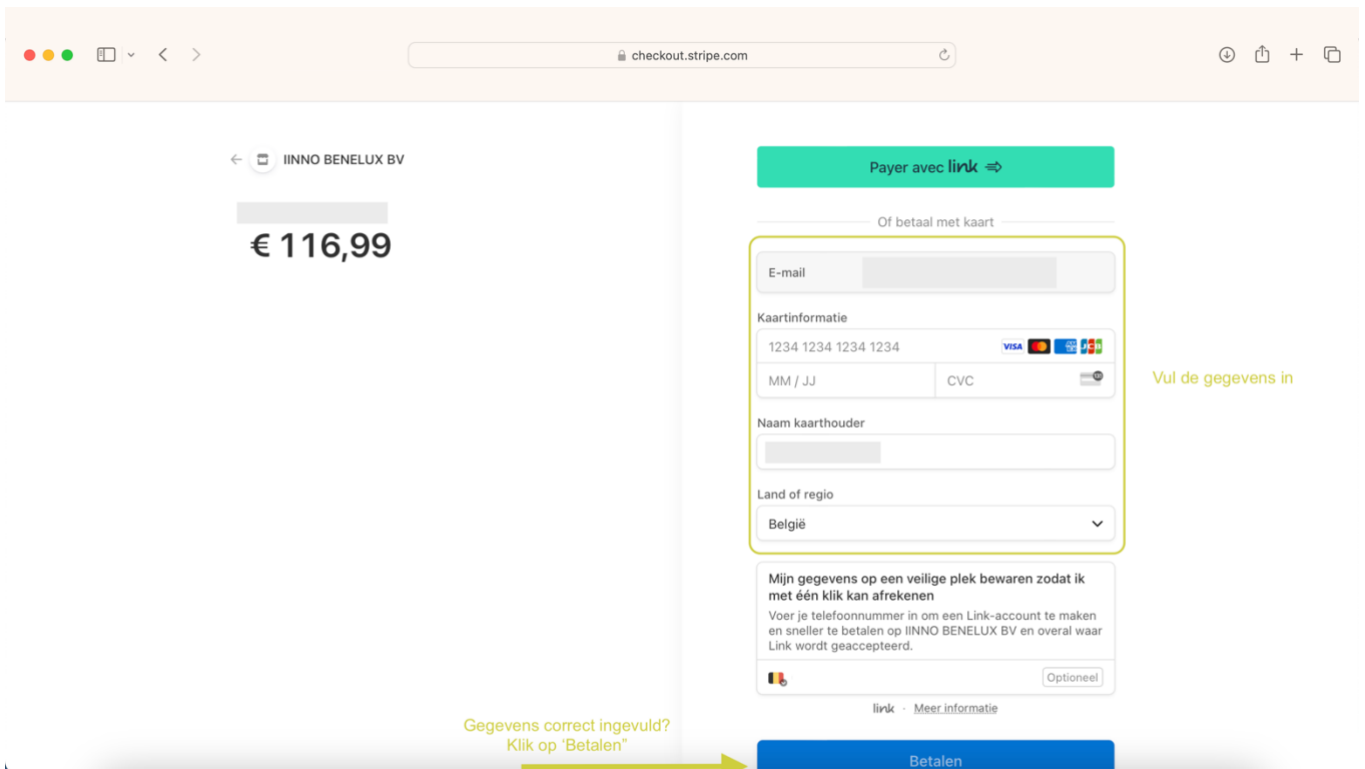 checkout.stripe.com
IINNO BENELUX BV
€ 116,99
Payer avec link
Of betaal met kaart
E-mail
Kaartinformatie
1234 1234 1234 1234
VISA
MM / JJ
CVC
Naam kaarthouder
Land of regio
België
Vul de gegevens in
Mijn gegevens op een veilige plek bewaren zodat ik
met één klik kan afrekenen
Voer je telefoonnummer in om een Link-account te maken
en sneller te betalen op IINNO BENELUX BV en overal waar
Link wordt geaccepteerd.
Optioneel
link · Meer informatie
Gegevens correct ingevuld?
Klik op ‘Betalen”
Betalen